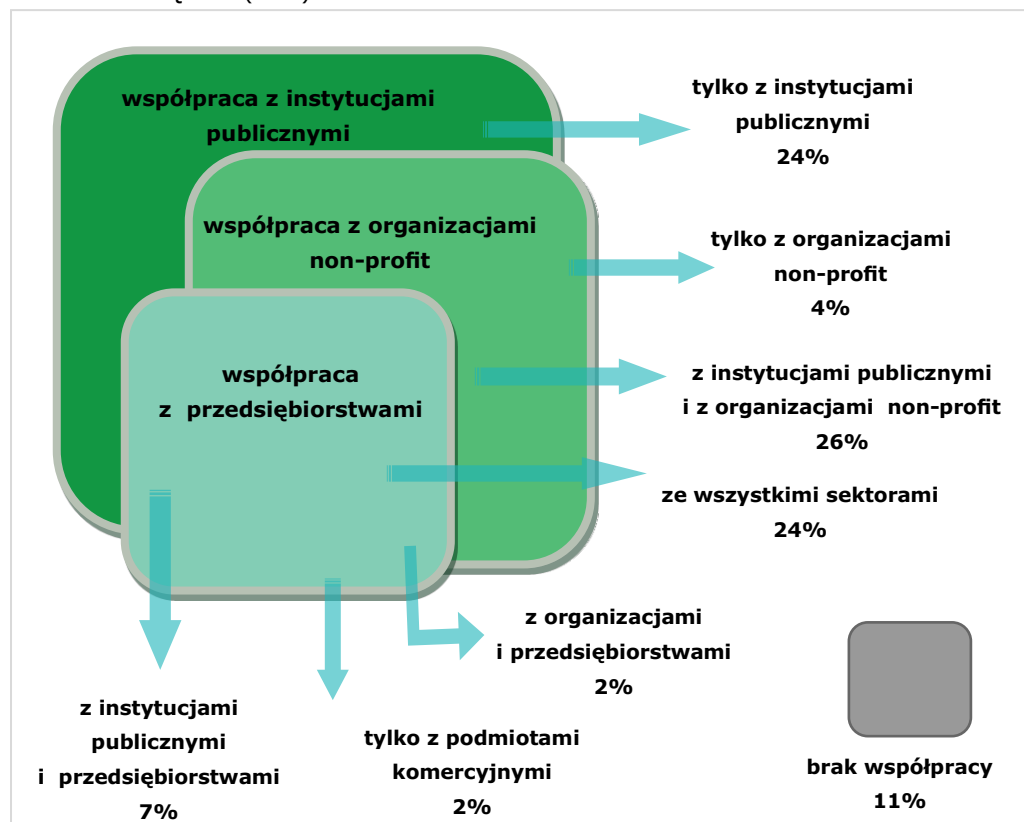 współpraca z instytucjami
publicznymi
tylko z instytucjami
publicznymi
24%
współpraca z organizacjami
non-profit
tylko z organizacjami
non-profit
4%
współpraca
z przedsiębiorstwami
z instytucjami publicznymi
i z organizacjami non-profit
26%
ze wszystkimi sektorami
24%
z organizacjami
i przedsiębiorstwami
2%
z instytucjami
publicznymi
i przedsiębiorstwami
7%
tylko z podmiotami
komercyjnymi
2%
brak współpracy
11%